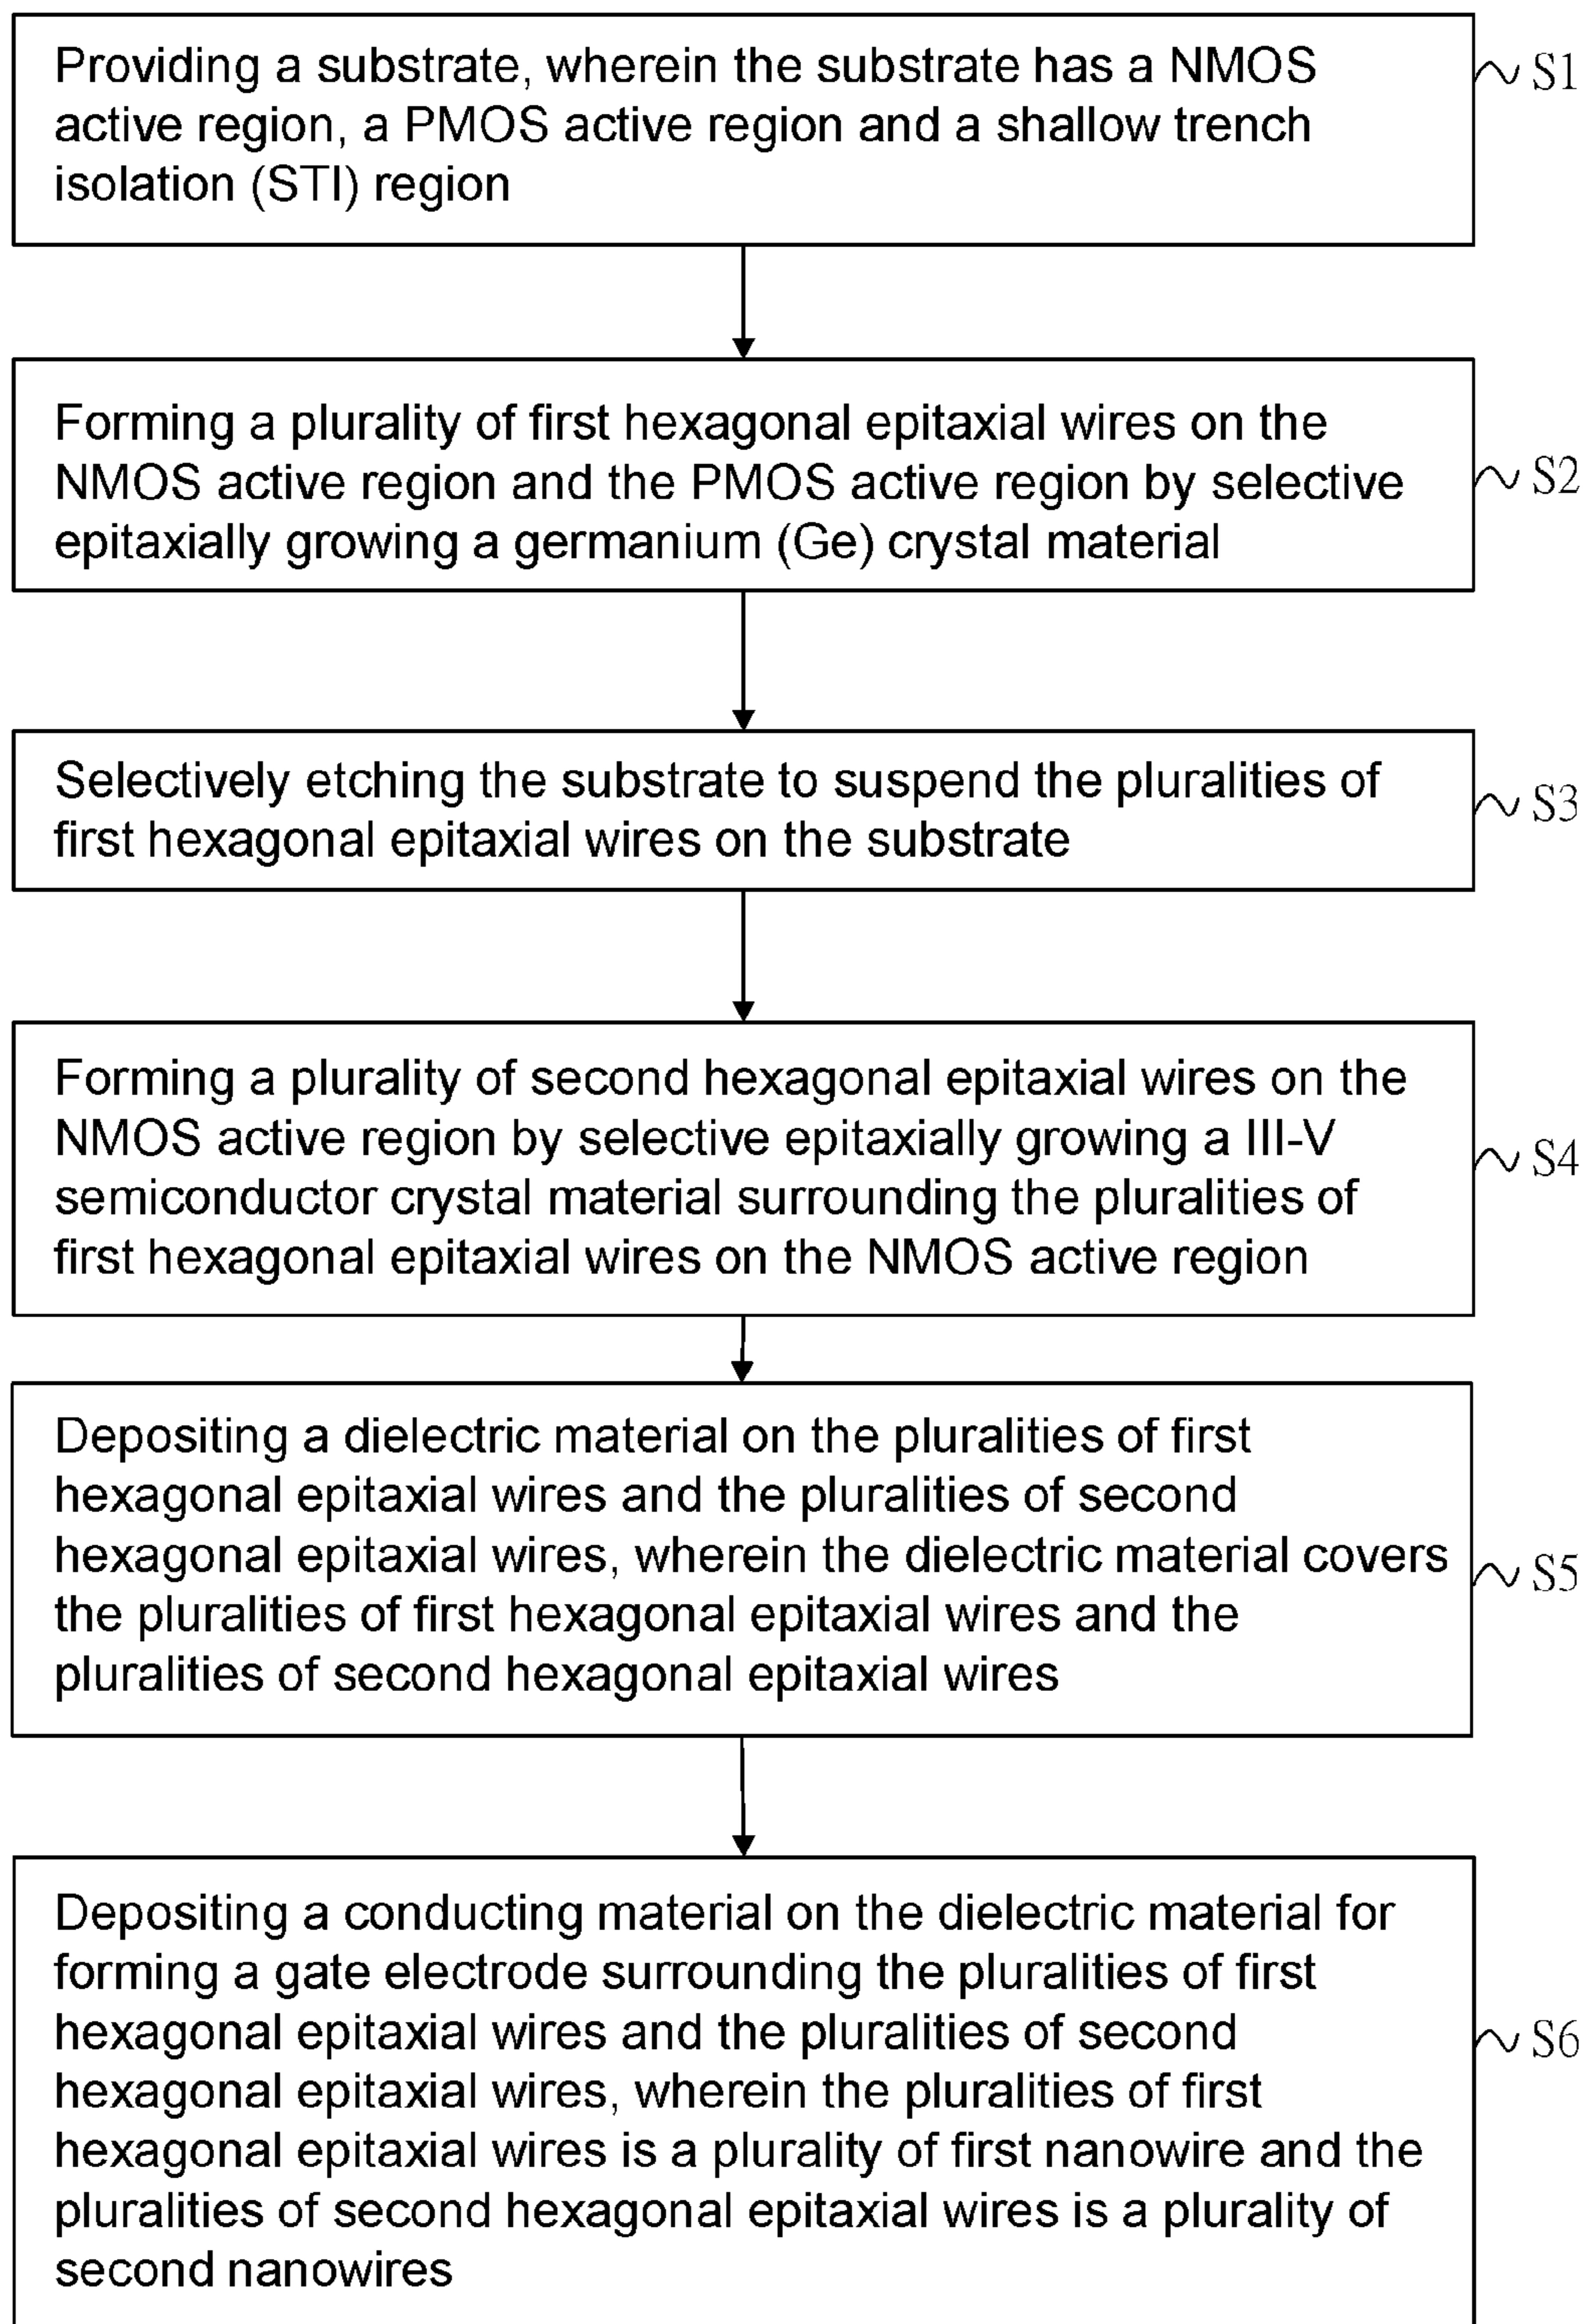 Providing a substrate, wherein the substrate has a NMOS
active region, a PMOS active region and a shallow trench
isolation (STI) region
S1
Forming a plurality of first hexagonal epitaxial wires on the
NMOS active region and the PMOS active region by selective
epitaxially growing a germanium (Ge) crystal material
S2
Selectively etching the substrate to suspend the pluralities of
first hexagonal epitaxial wires on the substrate
S3
Forming a plurality of second hexagonal epitaxial wires on the
NMOS active region by selective epitaxially growing a III-V
semiconductor crystal material surrounding the pluralities of
first hexagonal epitaxial wires on the NMOS active region
S4
Depositing a dielectric material on the pluralities of first
hexagonal epitaxial wires and the pluralities of second
hexagonal epitaxial wires, wherein the dielectric material covers
the pluralities of first hexagonal epitaxial wires and the
pluralities of second hexagonal epitaxial wires
S5
Depositing a conducting material on the dielectric material for
forming a gate electrode surrounding the pluralities of first
hexagonal epitaxial wires and the pluralities of second
hexagonal epitaxial wires, wherein the pluralities of first
hexagonal epitaxial wires is a plurality of first nanowire and the
pluralities of second hexagonal epitaxial wires is a plurality of
second nanowires
S6